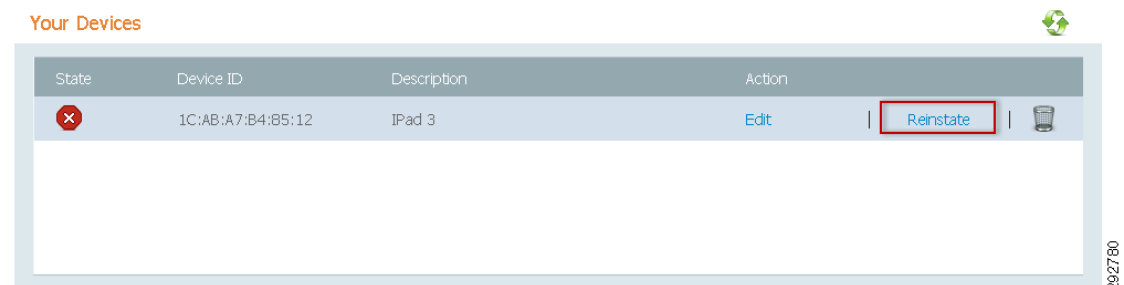 Your Devices
State Device ID Description Action
1C:AB:A7:B4:85:12 IPad 3 Edit | Reinstate |
292780